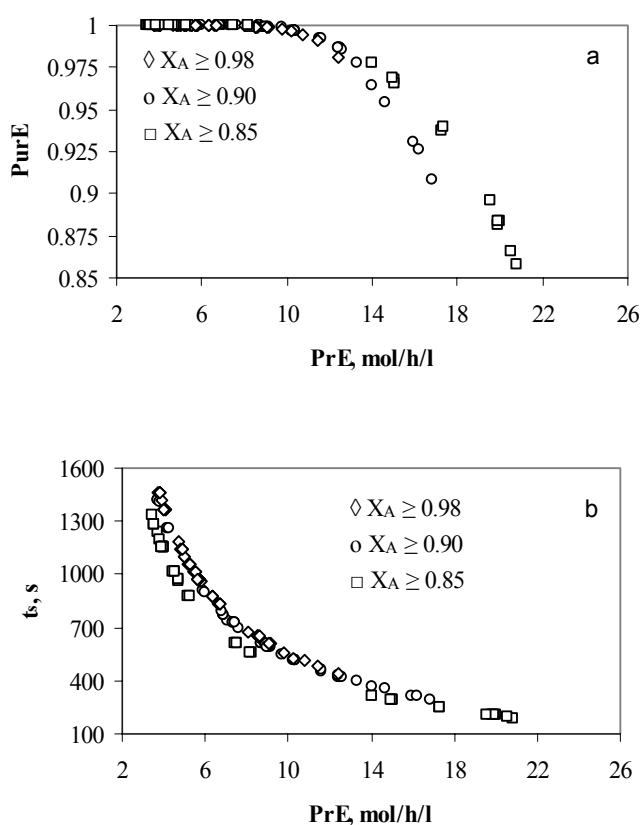 1
0.975
0.95
0.925
0.9
0.875
0.85
PurE
a
◊ XA ≥ 0.98
○ XA ≥ 0.90
□ XA ≥ 0.85
2 6 10 14 18 22 26
PrE, mol/h/l
1600
1300
1000
700
400
100
ts, s
b
◊ XA ≥ 0.98
○ XA ≥ 0.90
□ XA ≥ 0.85
2 6 10 14 18 22 26
PrE, mol/h/l